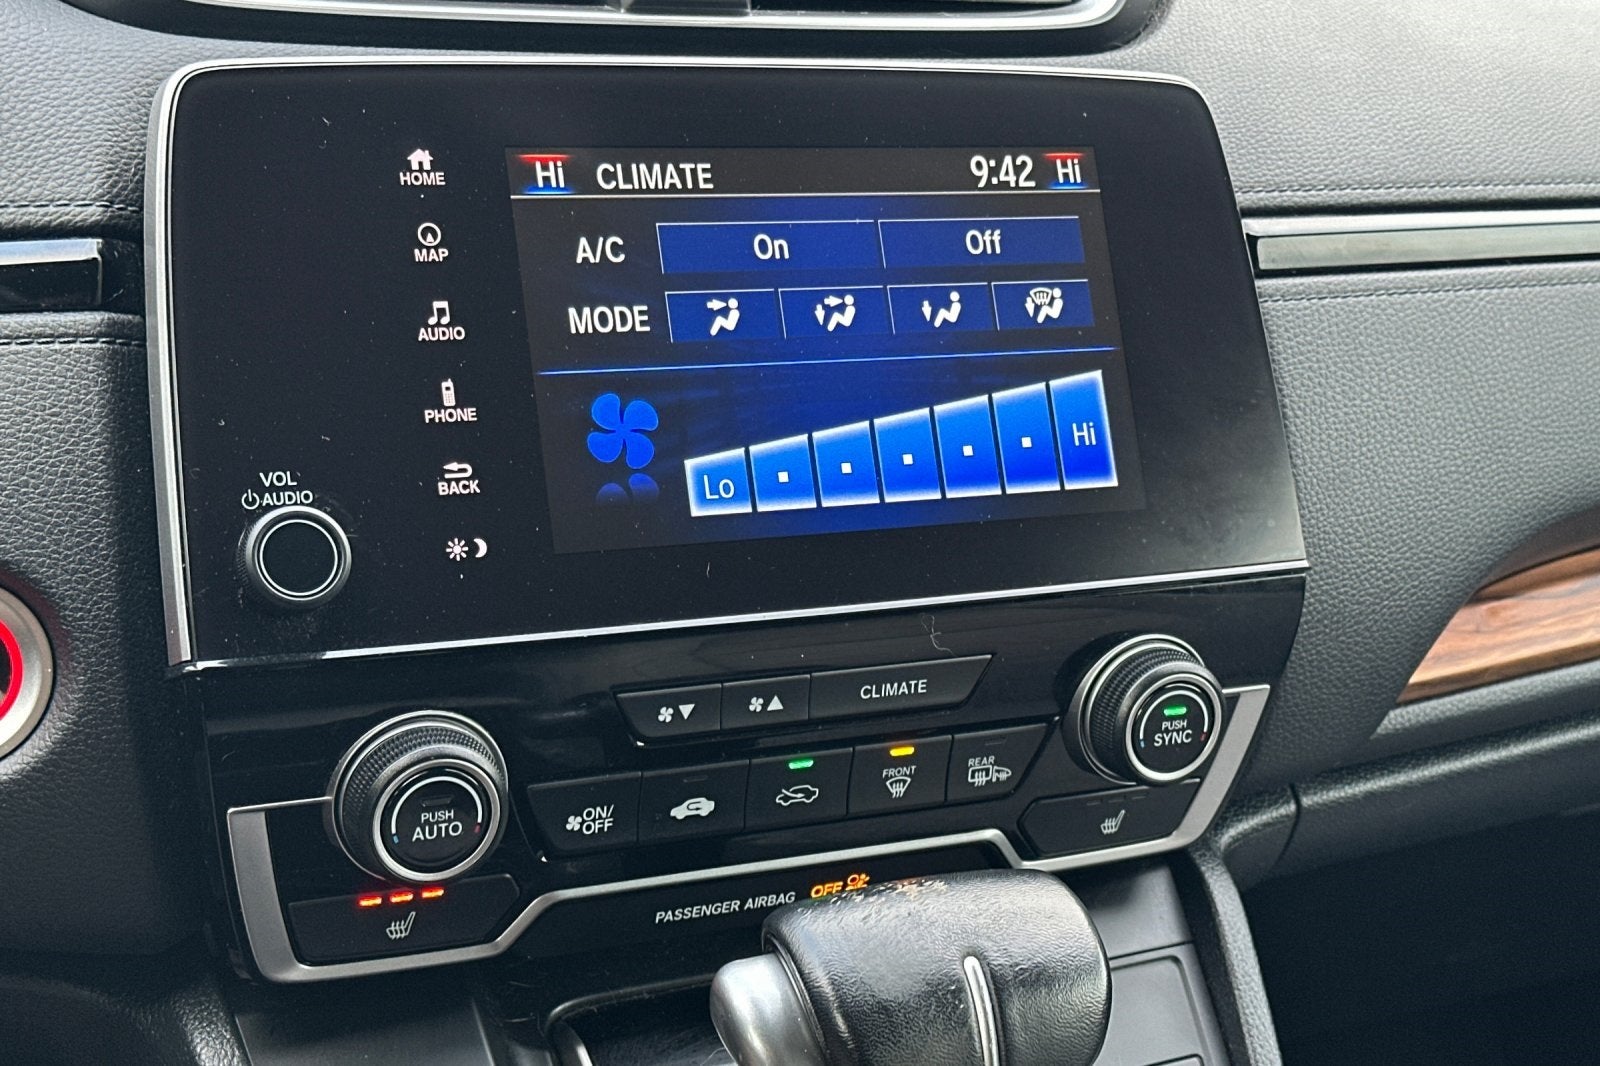 Hi CLIMATE 9:42 Hi
HOME
MAP
AUDIO
PHONE
BACK
A/C On Off
MODE
Lo Hi
VOL
AUDIO
CLIMATE
PUSH
AUTO
ON/
OFF
FRONT
REAR
PUSH
SYNC
PASSENGER AIRBAG OFF